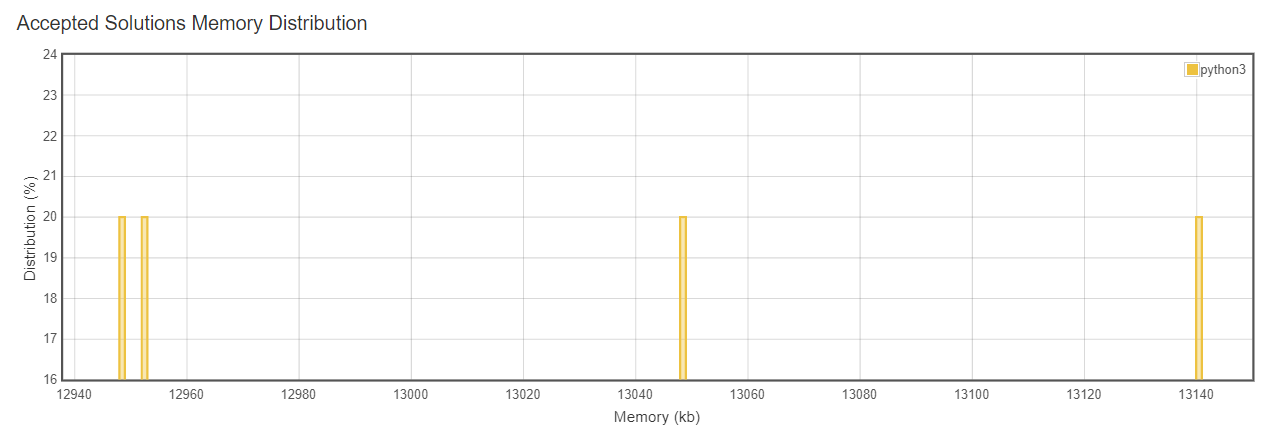 Accepted Solutions Memory Distribution
python3
24
23
22
21
20
19
18
17
16
Distribution (%)
12940 12960 12980 13000 13020 13040 13060 13080 13100 13120 13140
Memory (kb)